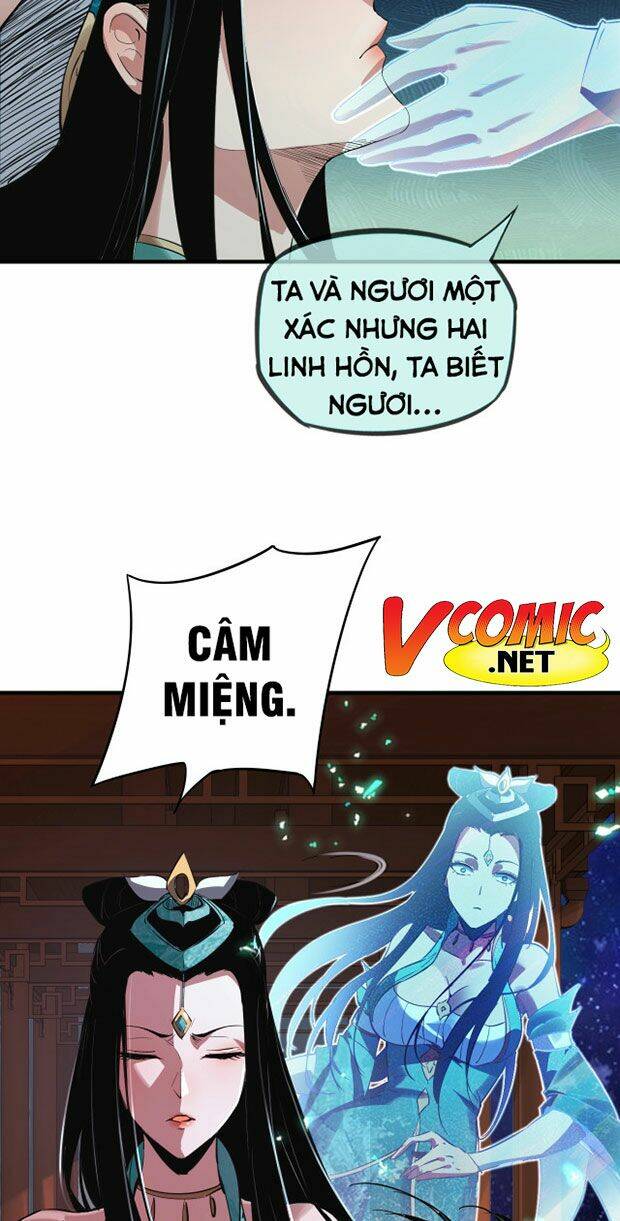 TA VÀ NGƯƠI MỘT
XÁC NHƯNG HAI
LINH HỒN, TA BIẾT
NGƯƠI...
VCOMIC
.NET
CÂM
MIỆNG.